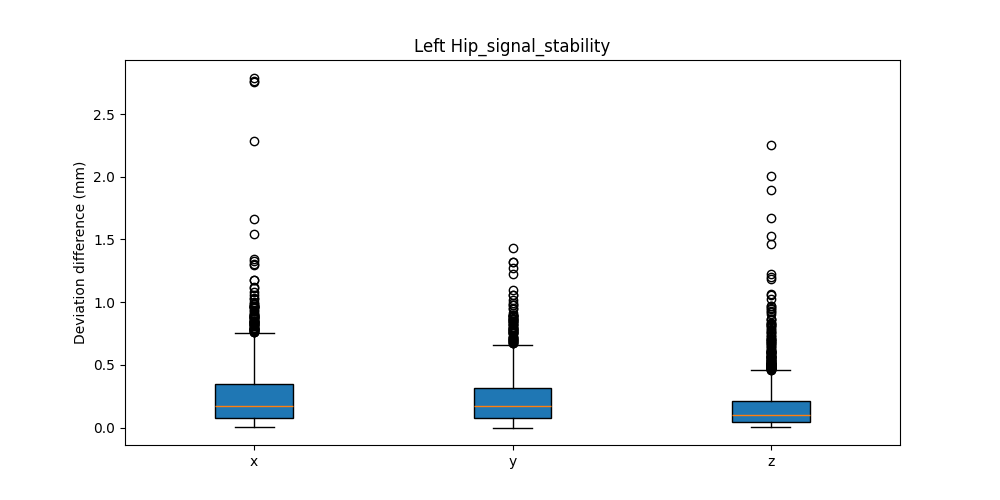 Left Hip_signal_stability
Deviation difference (mm)
2.5
2.0
1.5
1.0
0.5
0.0
x
y
z